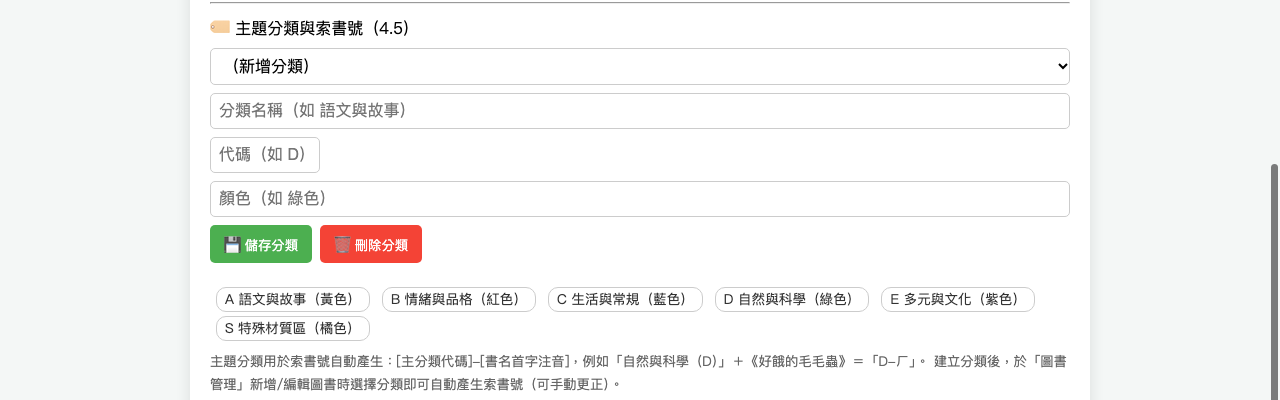 主題分類與索書號（4.5）
（新增分類）
分類名稱（如 語文與故事）
代碼（如 D）
顏色（如 綠色）
儲存分類 刪除分類
A 語文與故事（黃色） B 情緒與品格（紅色） C 生活與常規（藍色） D 自然與科學（綠色） E 多元與文化（紫色）
S 特殊材質區（橘色）
主題分類用於索書號自動產生：[主分類代碼]–[書名首字注音]，例如「自然與科學（D）」＋《好餓的毛毛蟲》＝「D–ㄏ」。 建立分類後，於「圖書
管理」新增/編輯圖書時選擇分類即可自動產生索書號（可手動更正）。